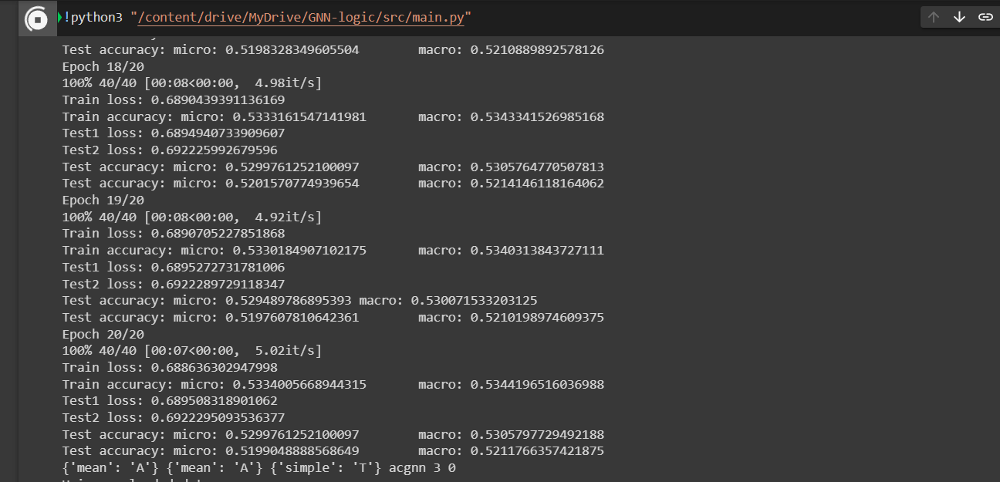 !python3 "/content/drive/MyDrive/GNN-logic/src/main.py"
Test accuracy: micro: 0.5198328349605504 macro: 0.5210889892578126
Epoch 18/20
100% 40/40 [00:08<00:00, 4.98it/s]
Train loss: 0.6890439391136169
Train accuracy: micro: 0.5333161547141981 macro: 0.5343341526985168
Test1 loss: 0.6894940733909607
Test2 loss: 0.692225992679596
Test accuracy: micro: 0.5299761252100097 macro: 0.5305764770507813
Test accuracy: micro: 0.5201570774939654 macro: 0.5214146118164062
Epoch 19/20
100% 40/40 [00:08<00:00, 4.92it/s]
Train loss: 0.6890705227851868
Train accuracy: micro: 0.5330184907102175 macro: 0.5340313843727111
Test1 loss: 0.6895272731781006
Test2 loss: 0.6922289729118347
Test accuracy: micro: 0.529489786895393 macro: 0.530071533203125
Test accuracy: micro: 0.5197607810642361 macro: 0.5210198974609375
Epoch 20/20
100% 40/40 [00:07<00:00, 5.02it/s]
Train loss: 0.688636302947998
Train accuracy: micro: 0.5334005668944315 macro: 0.5344196516036988
Test1 loss: 0.689508318901062
Test2 loss: 0.6922295093536377
Test accuracy: micro: 0.5299761252100097 macro: 0.5305797729492188
Test accuracy: micro: 0.5199048888568649 macro: 0.5211766357421875
{'mean': 'A'} {'mean': 'A'} {'simple': 'T'} acgnn 3 0